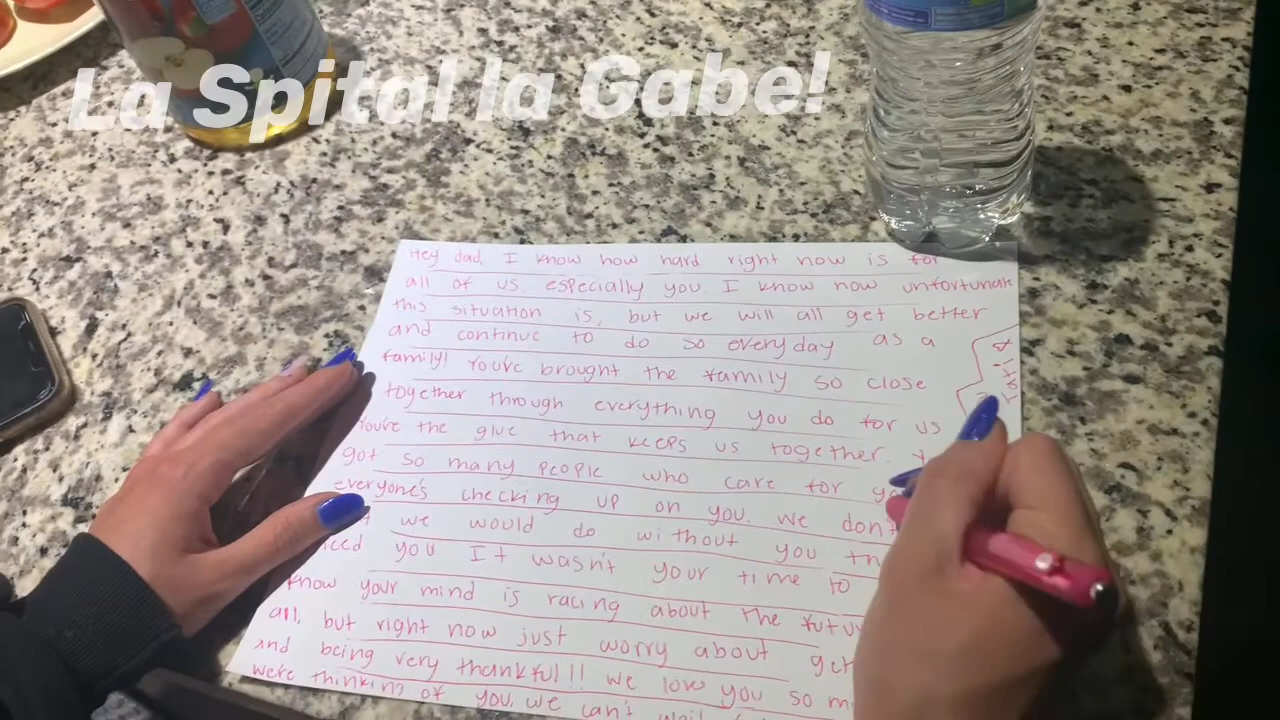 La Spital la Gabe!
Hey dad, I know how hard right now is for
all of us, especially you. I know how unfortunate
this situation is, but we will all get better
and continue to do so everyday as a
family! You've brought the family so close
together through everything you do for us
You're the glue that keeps us together.
got so many people who care for
everyone's checking up on you. We don't
we would do without you
you It wasn't your time to
know your mind is racing about the
all, but right now just worry about
and being very thankful!! We love you so
we're thinking of you, we can't wait